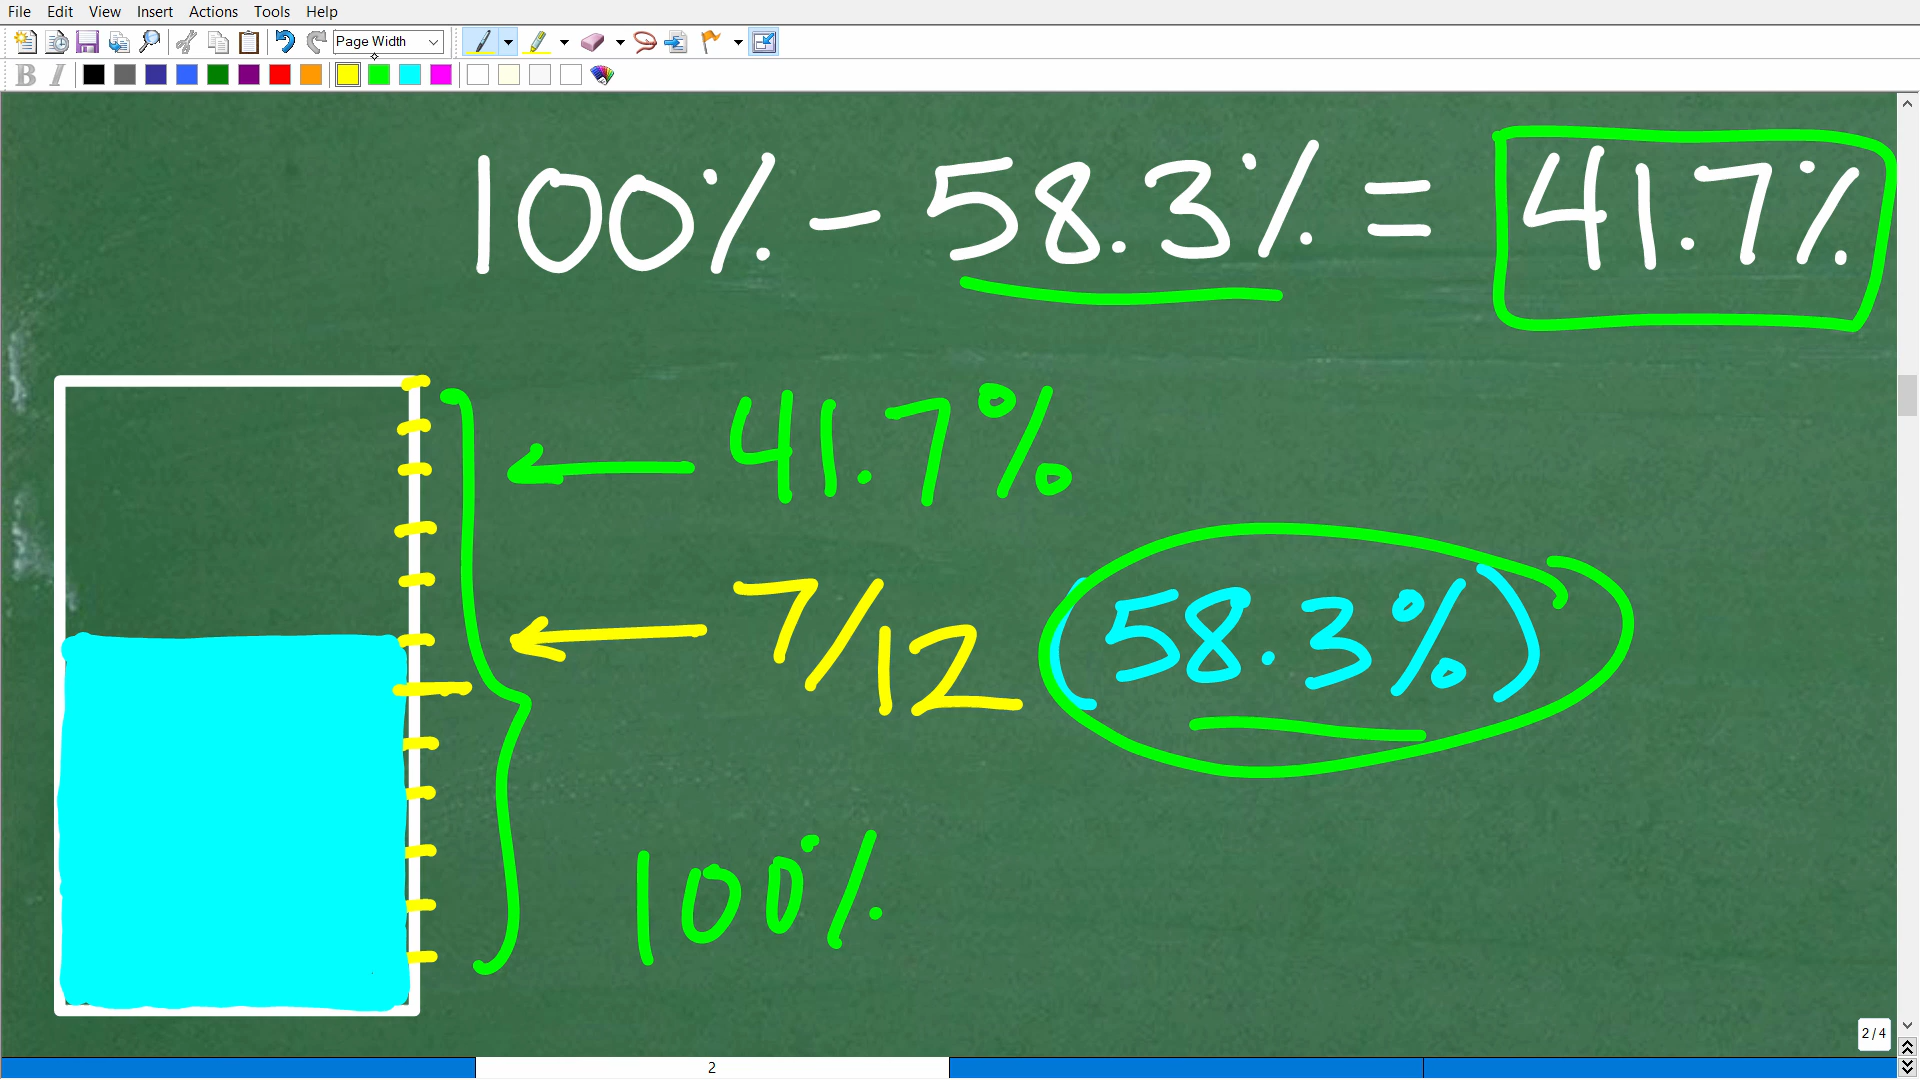 File Edit View Insert Actions Tools Help
Page Width
B I
100% - 58.3% = 41.7%
41.7%
7/12 (58.3%)
100%
2/4
2